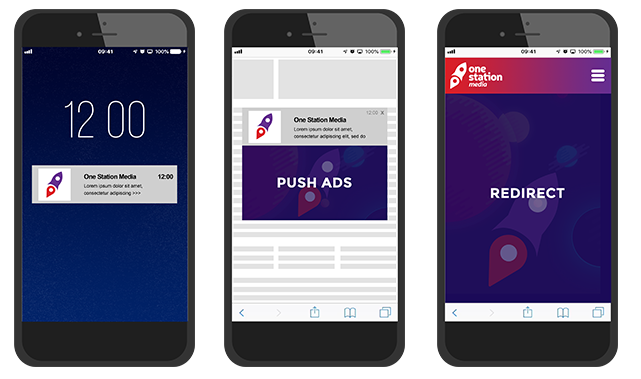 09:41
100%
12 00
One Station Media 12:00
Lorem ipsum dolor sit amet,
consectetur adipiscing >>>
09:41
100%
12:00 X
One Station Media
Lorem ipsum dolor sit amet,
consectetur adipiscing elit, sed do
PUSH ADS
09:41
100%
one
station
media
REDIRECT